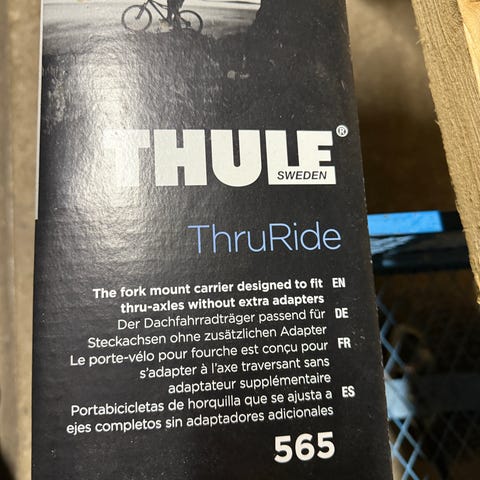 THULE®
SWEDEN
ThruRide
The fork mount carrier designed to fit EN
thru-axles without extra adapters
Der Dachfahrradträger passend für DE
Steckachsen ohne zusätzlichen Adapter
Le porte-vélo pour fourche est conçu pour FR
s'adapter à l'axe traversant sans
adaptateur supplémentaire
Portabicicletas de horquilla que se ajusta a ES
ejes completos sin adaptadores adicionales
565